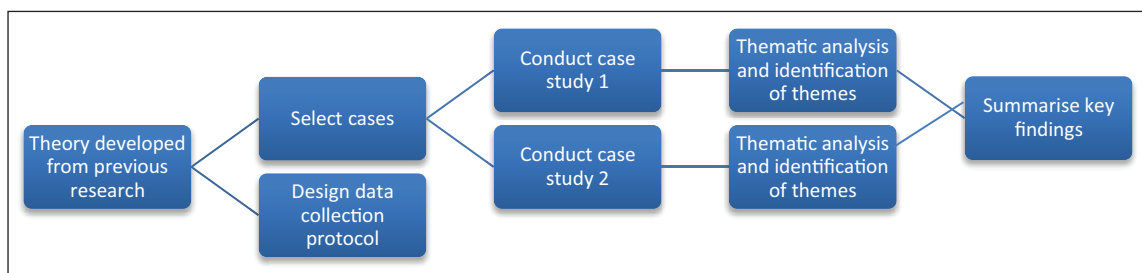 Theory developed
from previous
research
Select cases
Design data
collection
protocol
Conduct case
study 1
Conduct case
study 2
Thematic analysis
and identification
of themes
Thematic analysis
and identification
of themes
Summarise key
findings